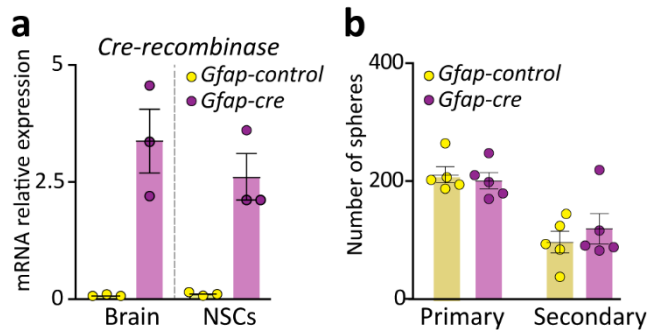 a
Cre-recombinase
mRNA relative expression
5
2.5
0
Gfap-control
Gfap-cre
Brain
NSCs
b
Number of spheres
400
200
0
Gfap-control
Gfap-cre
Primary
Secondary